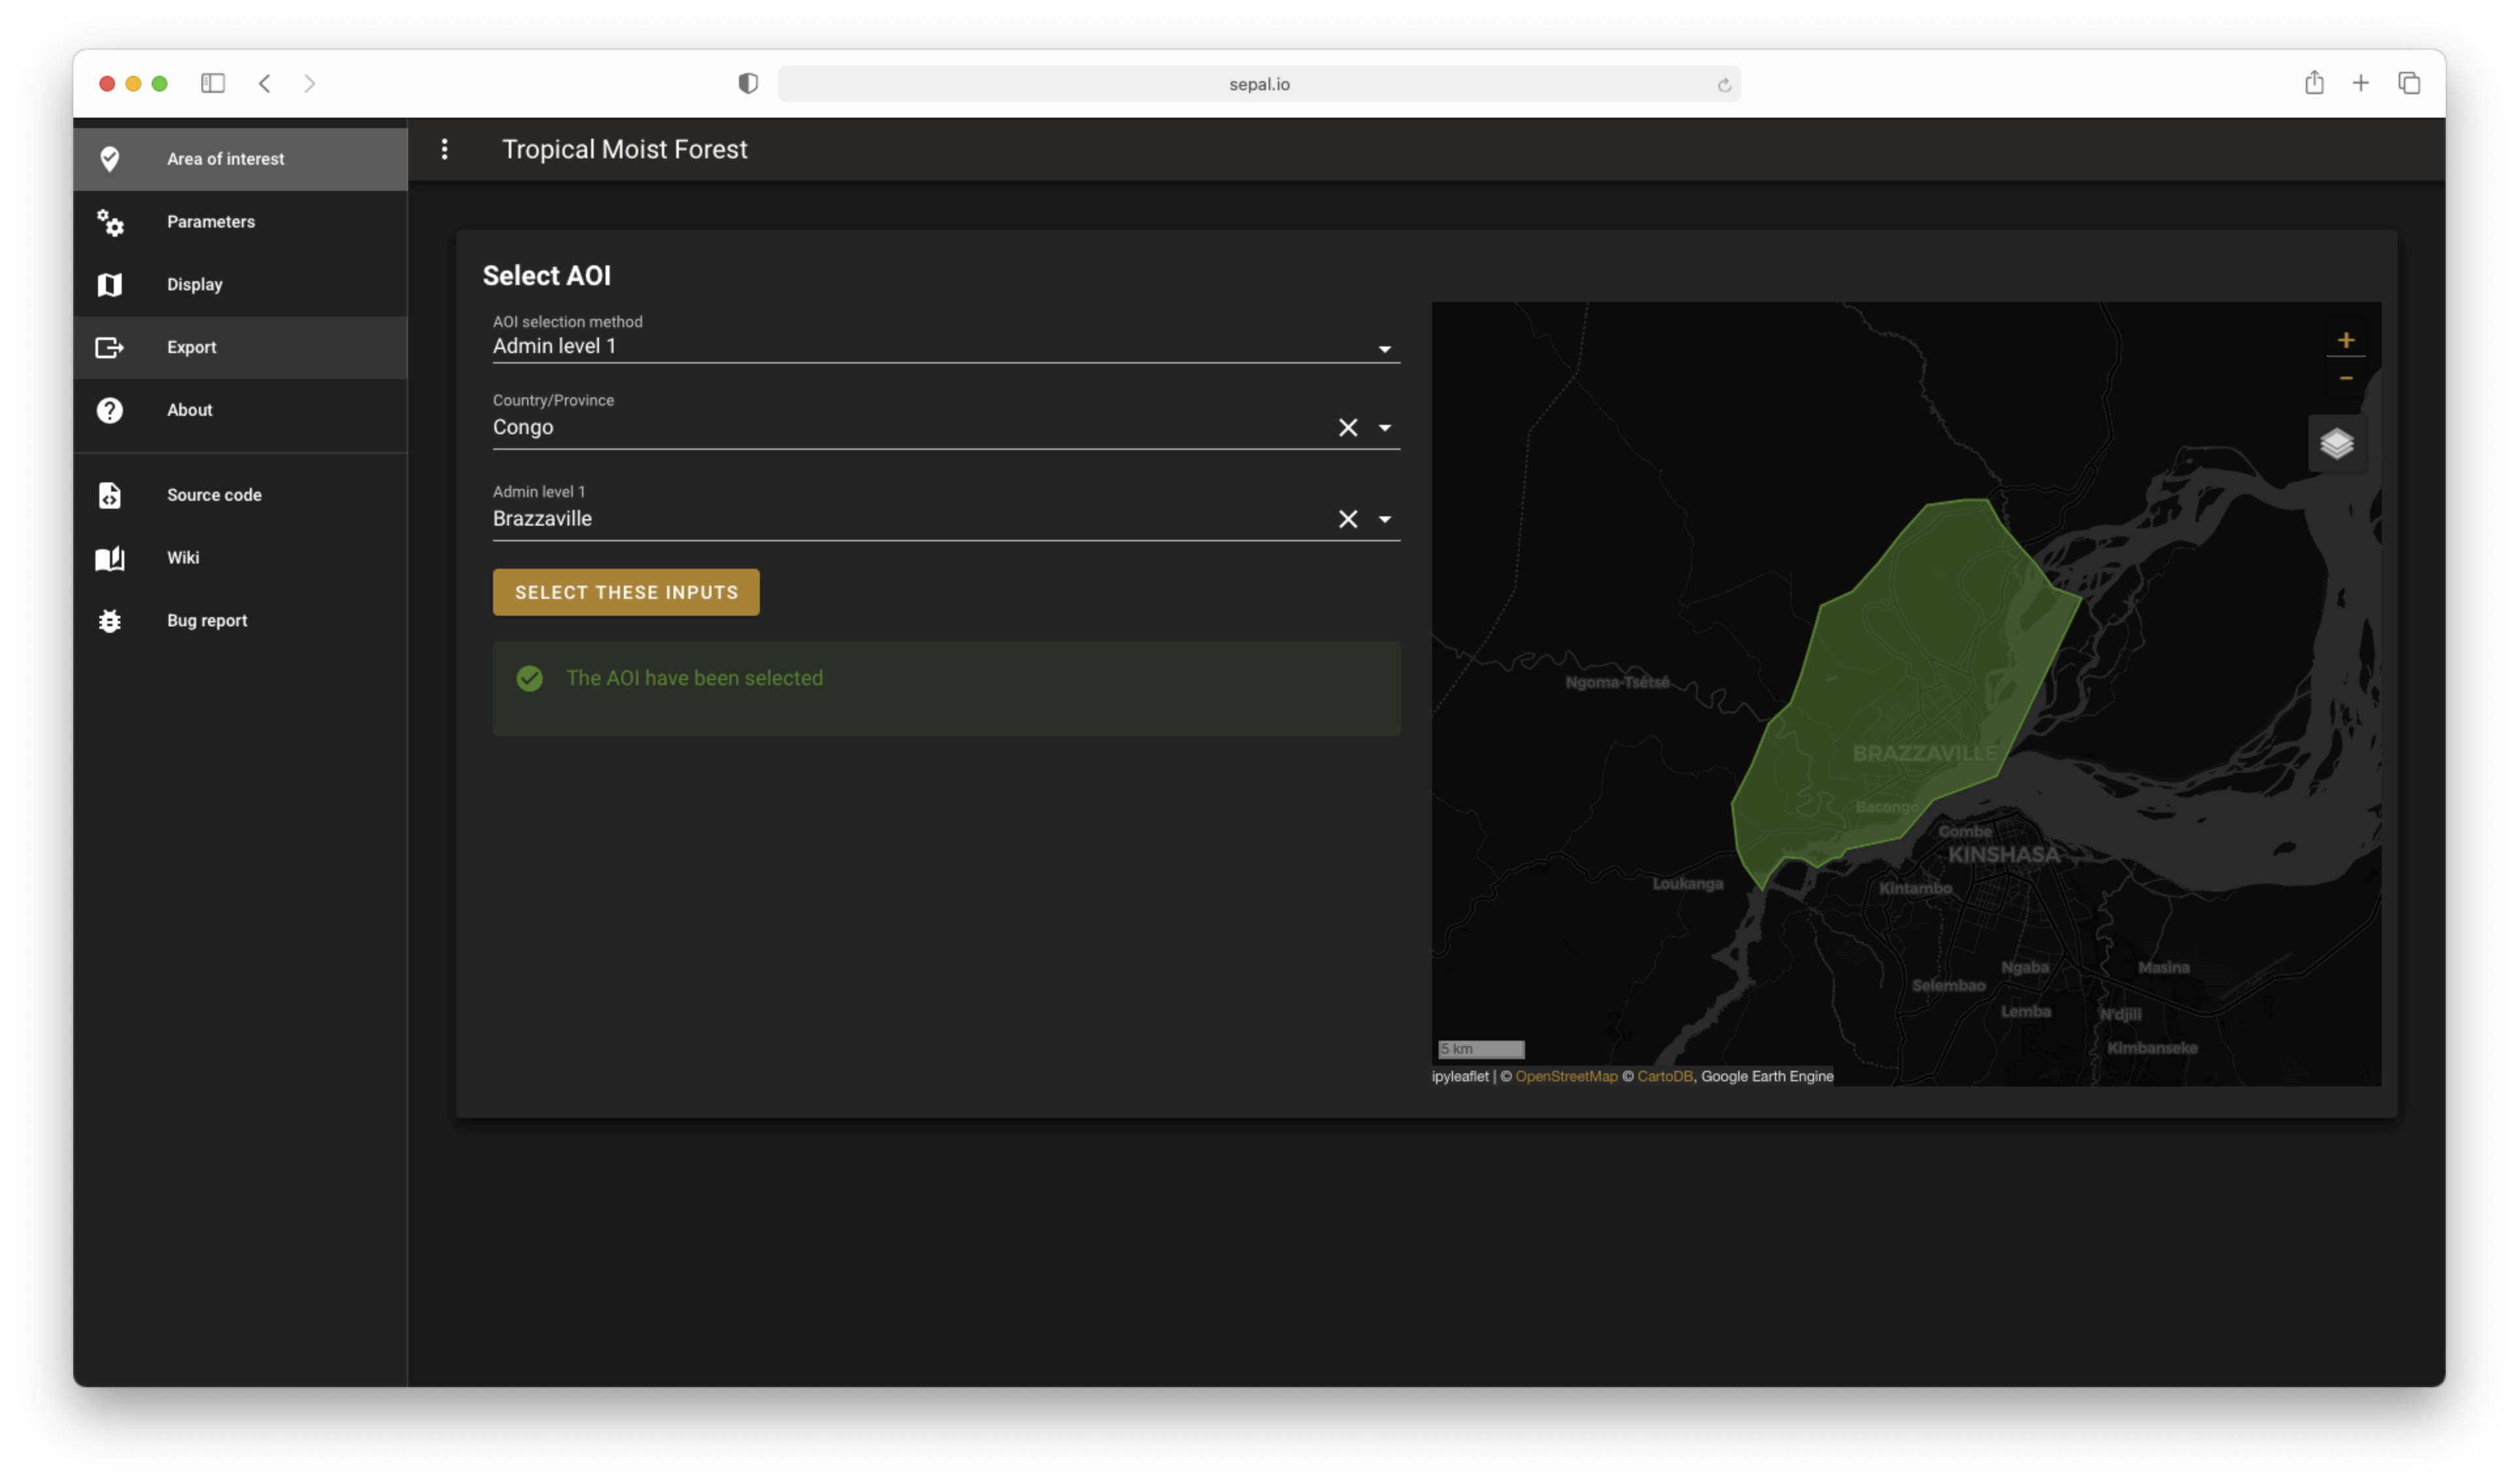 sepal.io
Area of interest
Parameters
Display
Export
About
Source code
Wiki
Bug report
Tropical Moist Forest
Select AOI
AOI selection method
Admin level 1
Country/Province
Congo
Admin level 1
Brazzaville
SELECT THESE INPUTS
The AOI have been selected
+
−
Ngoma-Tsétsé
BRAZZAVILLE
Bacongo
Gombe
KINSHASA
Loukanga
Kintambo
Ngaba
Masina
Selembao
Lemba
N'djili
Kimbanseke
5 km
ipyleaflet | © OpenStreetMap © CartoDB, Google Earth Engine